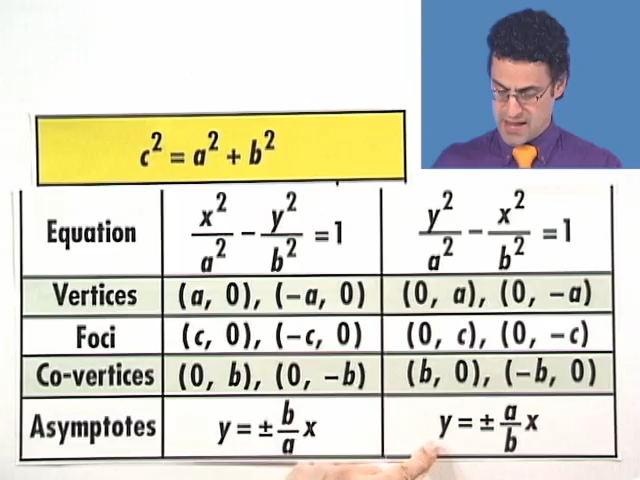 c² = a² + b²
Equation x²/a² − y²/b² = 1 y²/a² − x²/b² = 1
Vertices (a, 0), (−a, 0) (0, a), (0, −a)
Foci (c, 0), (−c, 0) (0, c), (0, −c)
Co-vertices (0, b), (0, −b) (b, 0), (−b, 0)
Asymptotes y = ± b/a x y = ± a/b x